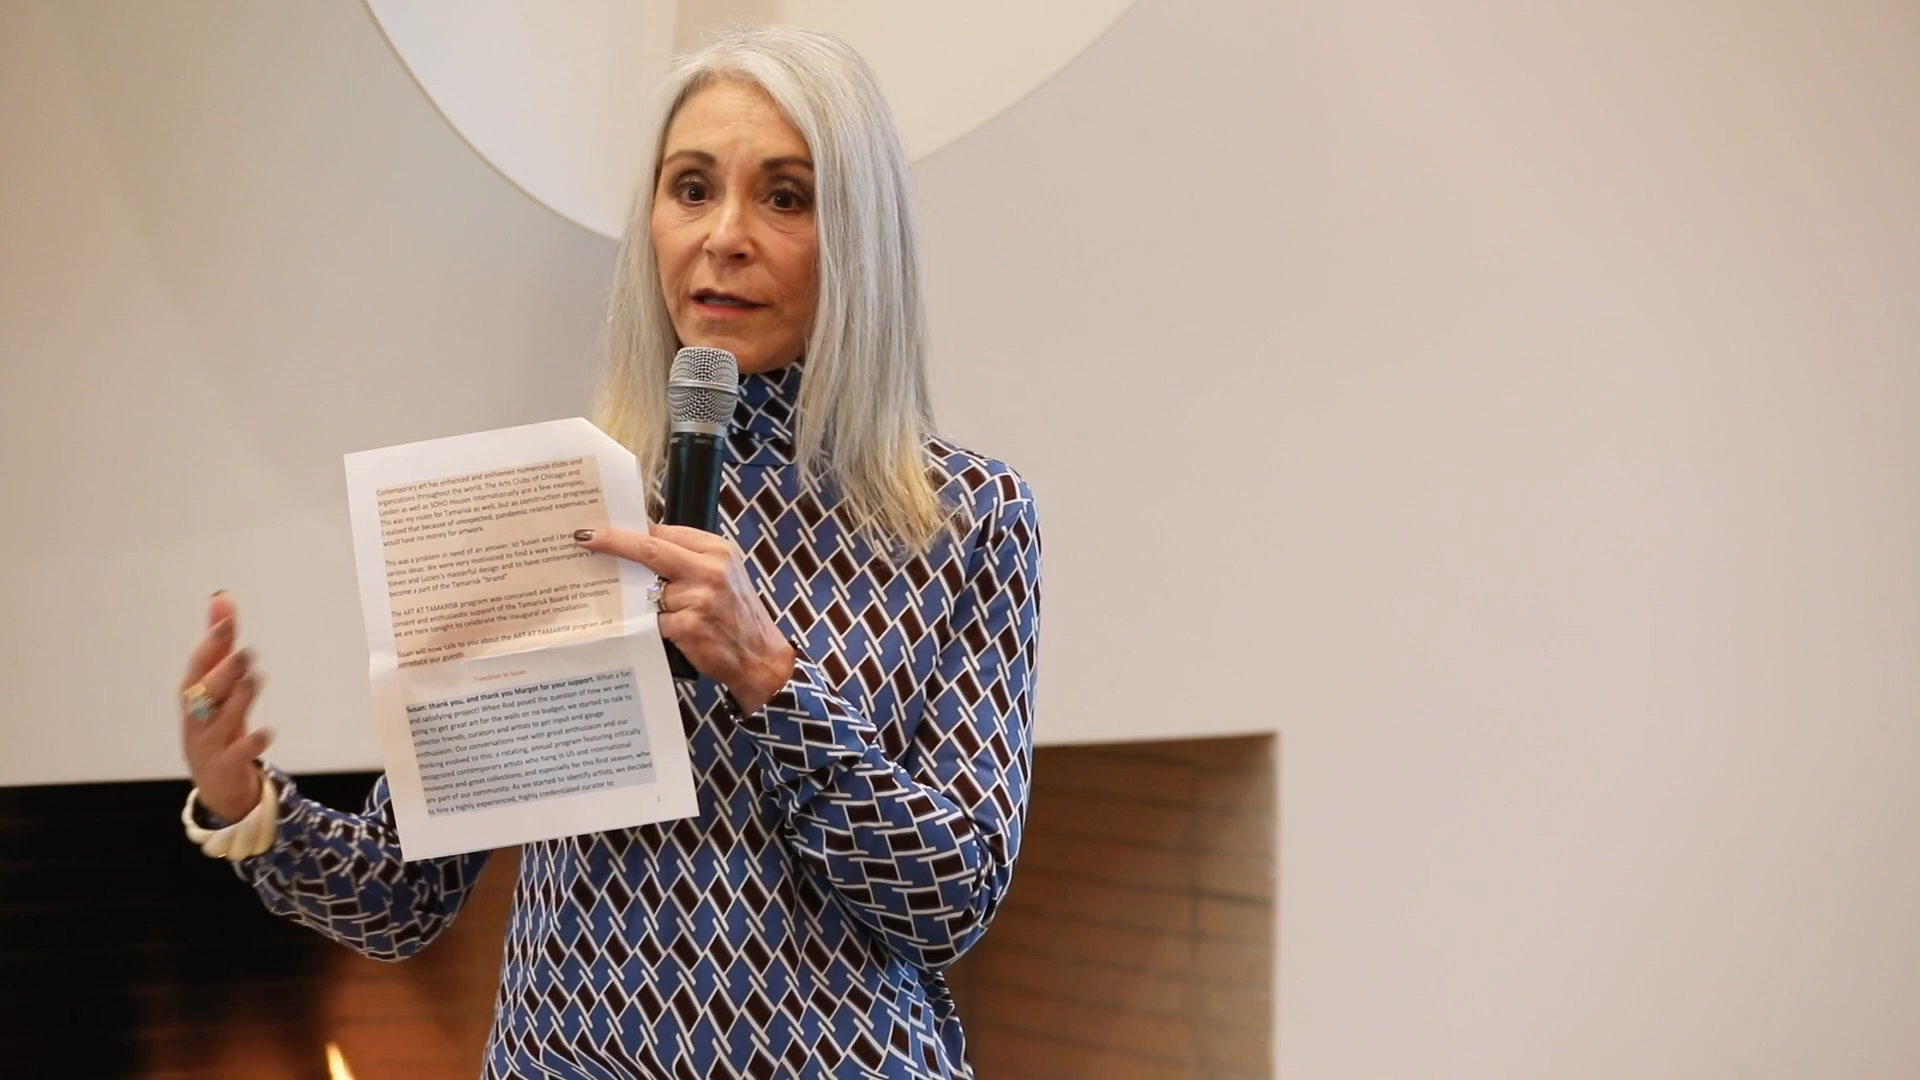 Contemporary art has enhanced and enlivened numerous clubs and
organizations throughout the world. The Arts Clubs of Chicago and
London as well as SOHO Houses internationally are a few examples.
This was my vision for Tamarisk as well, but as construction progressed,
I realized that because of unexpected, pandemic related expenses, we
would have no money for artwork.
This was a problem in need of an answer, so Susan and I
various ideas. We were very motivated to find a way to
Steven and Lucien's masterful design and to have contemporary
become a part of the Tamarisk "brand".
The ART AT TAMARISK program was conceived and with the unanimous
consent and enthusiastic support of the Tamarisk Board of Directors,
we are here tonight to celebrate the inaugural art installation.
Susan will now talk to you about the ART AT TAMARISK program and
introduce our guests.
Transition to Susan
Susan: thank you, and thank you Margot for your support. What a fun
and satisfying project! When Rod posed the question of how we were
going to get great art for the walls on no budget, we started to talk to
collector friends, curators and artists to get input and gauge
enthusiasm. Our conversations met with great enthusiasm and our
thinking evolved to this: a rotating, annual program featuring critically
recognized contemporary artists who hang in US and international
museums and great collections; and especially for this first season, who
are part of our community. As we started to identify artists, we decided
to hire a highly experienced, highly credentialed curator to